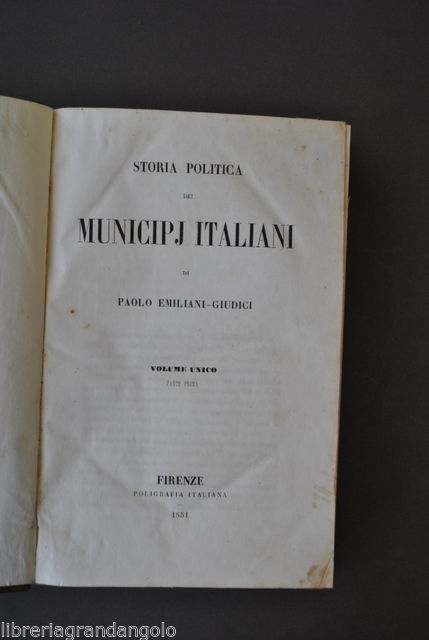 STORIA POLITICA
DEI
MUNICIPJ ITALIANI
DI
PAOLO EMILIANI-GIUDICI
VOLUME UNICO
PARTE PRIMA
FIRENZE
POLIGRAFIA ITALIANA
1851
libreriagrandangolo